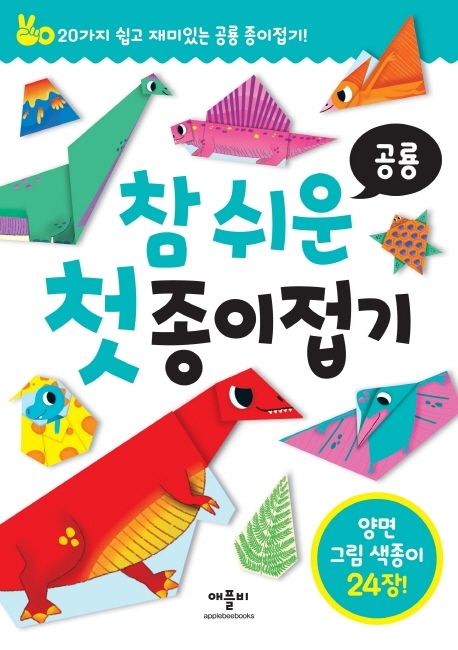 20가지 쉽고 재미있는 공룡 종이접기!
공룡
참 쉬운
첫 종이접기
양면
그림 색종이
24장!
애플비
applebeebooks